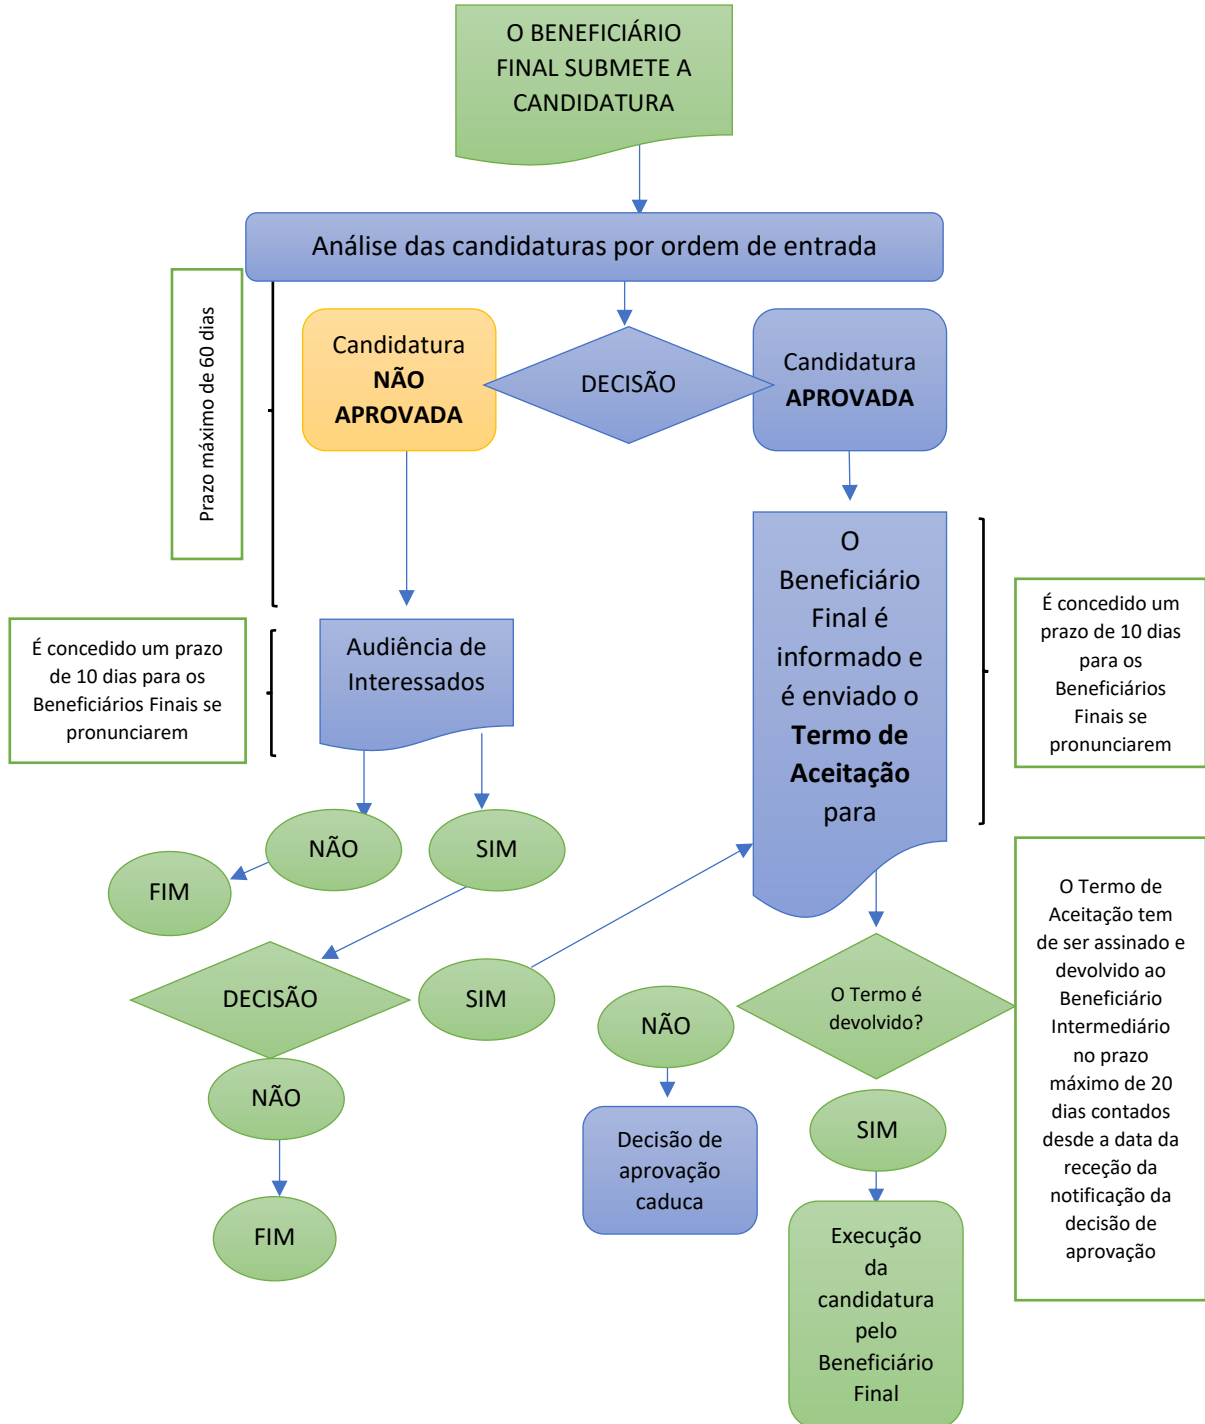 O BENEFICIÁRIO
FINAL SUBMETE A
CANDIDATURA
Análise das candidaturas por ordem de entrada
Prazo máximo de 60 dias
Candidatura
NÃO
APROVADA
DECISÃO
Candidatura
APROVADA
O
Beneficiário
Final é
informado e
é enviado o
Termo de
Aceitação
para
É concedido um
prazo de 10 dias
para os
Beneficiários
Finais se
pronunciarem
É concedido um prazo
de 10 dias para os
Beneficiários Finais se
pronunciarem
Audiência de
Interessados
NÃO
SIM
FIM
DECISÃO
SIM
NÃO
FIM
O Termo é
devolvido?
NÃO
Decisão de
aprovação
caduca
SIM
Execução
da
candidatura
pelo
Beneficiário
Final
O Termo de
Aceitação tem
de ser assinado e
devolvido ao
Beneficiário
Intermediário
no prazo
máximo de 20
dias contados
desde a data da
receção da
notificação da
decisão de
aprovação